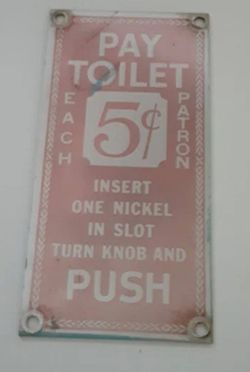 PAY
TOILET
EACH 5¢ PATRON
INSERT
ONE NICKEL
IN SLOT
TURN KNOB AND
PUSH